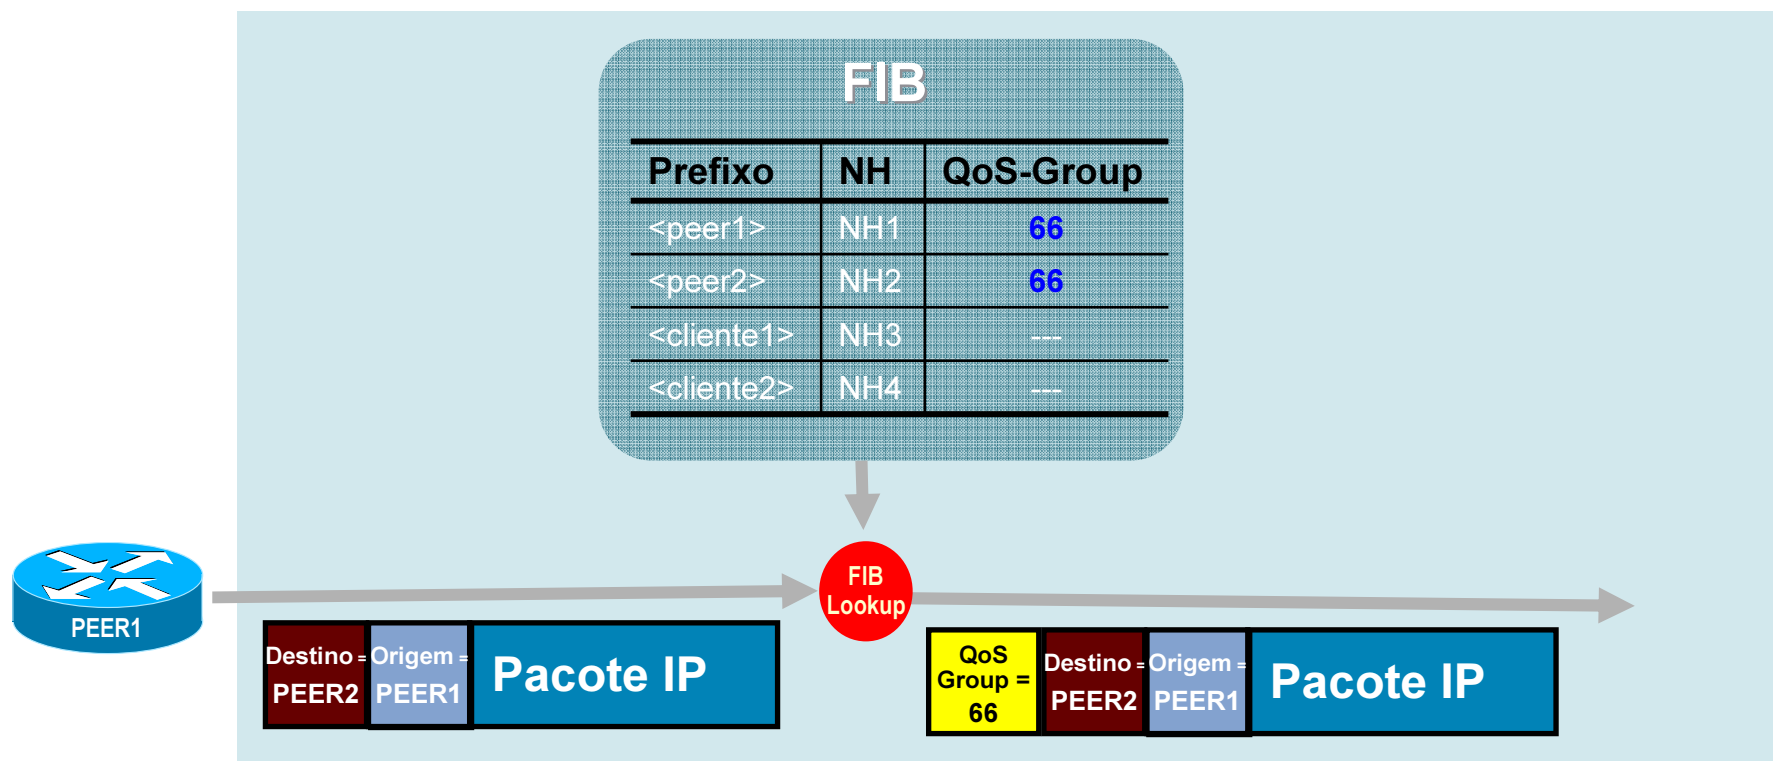 FIB
Prefixo NH QoS-Group
<peer1> NH1 66
<peer2> NH2 66
<cliente1> NH3 ---
<cliente2> NH4 ---
FIB
Lookup
PEER1
Destino =
PEER2
Origem =
PEER1
Pacote IP
QoS
Group =
66
Destino =
PEER2
Origem =
PEER1
Pacote IP